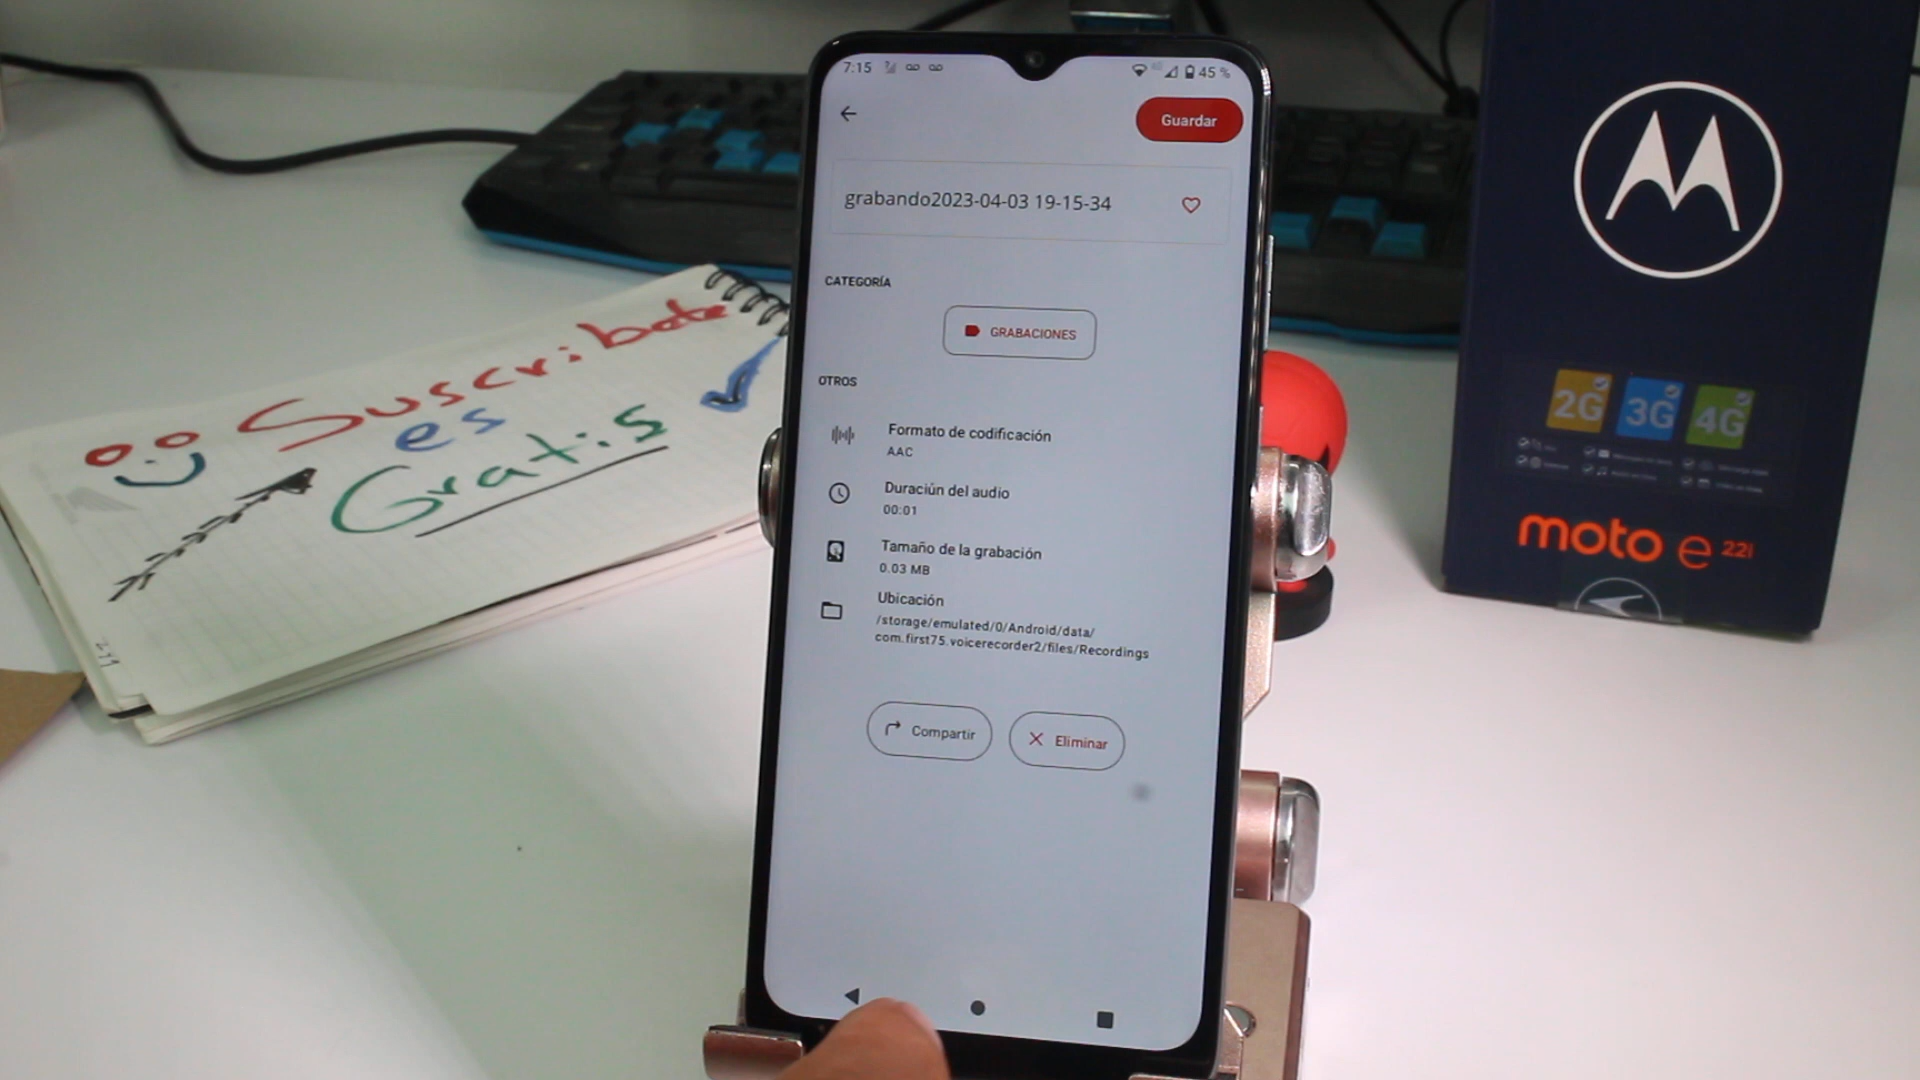 7:15
45 %
Guardar
grabando2023-04-03 19-15-34
CATEGORÍA
GRABACIONES
OTROS
Formato de codificación
AAC
Duraciún del audio
00:01
Tamaño de la grabación
0.03 MB
Ubicación
/storage/emulated/0/Android/data/
com.first75.voicerecorder2/files/Recordings
Compartir
Eliminar
Suscribete
es
Gratis
2G 3G 4G
moto e 22i